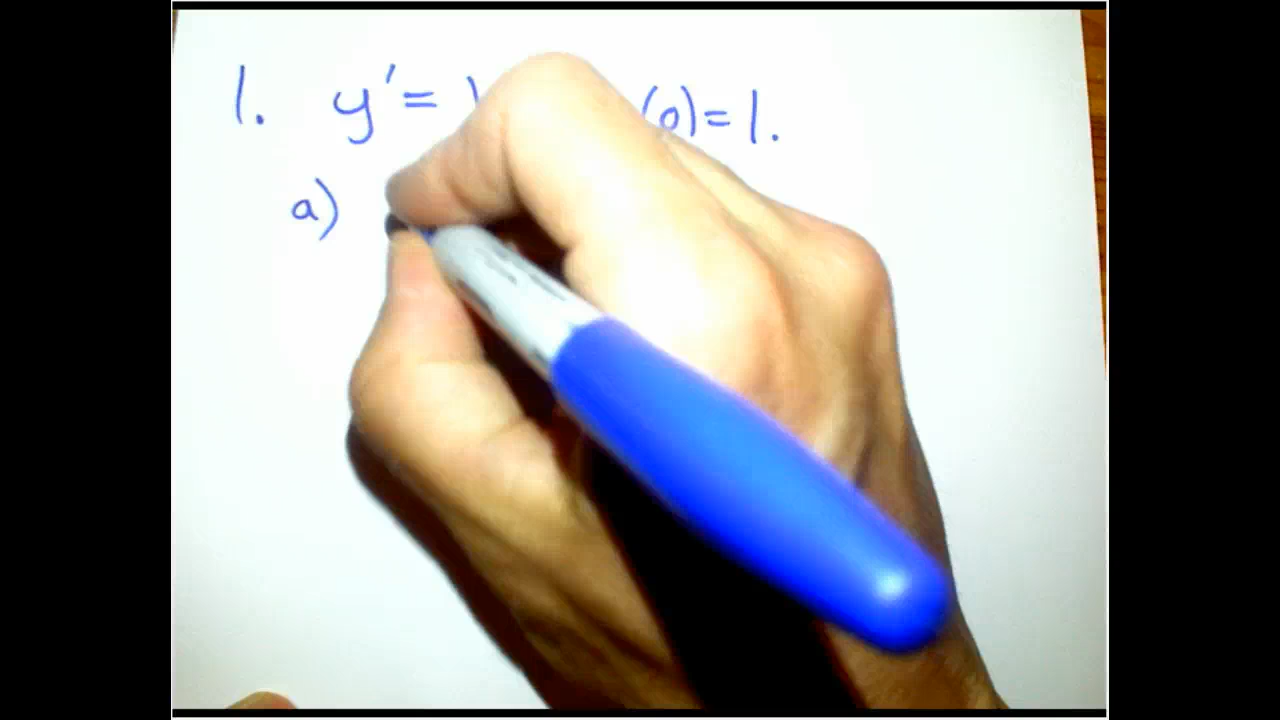 1. y' = (0) = 1.
a)